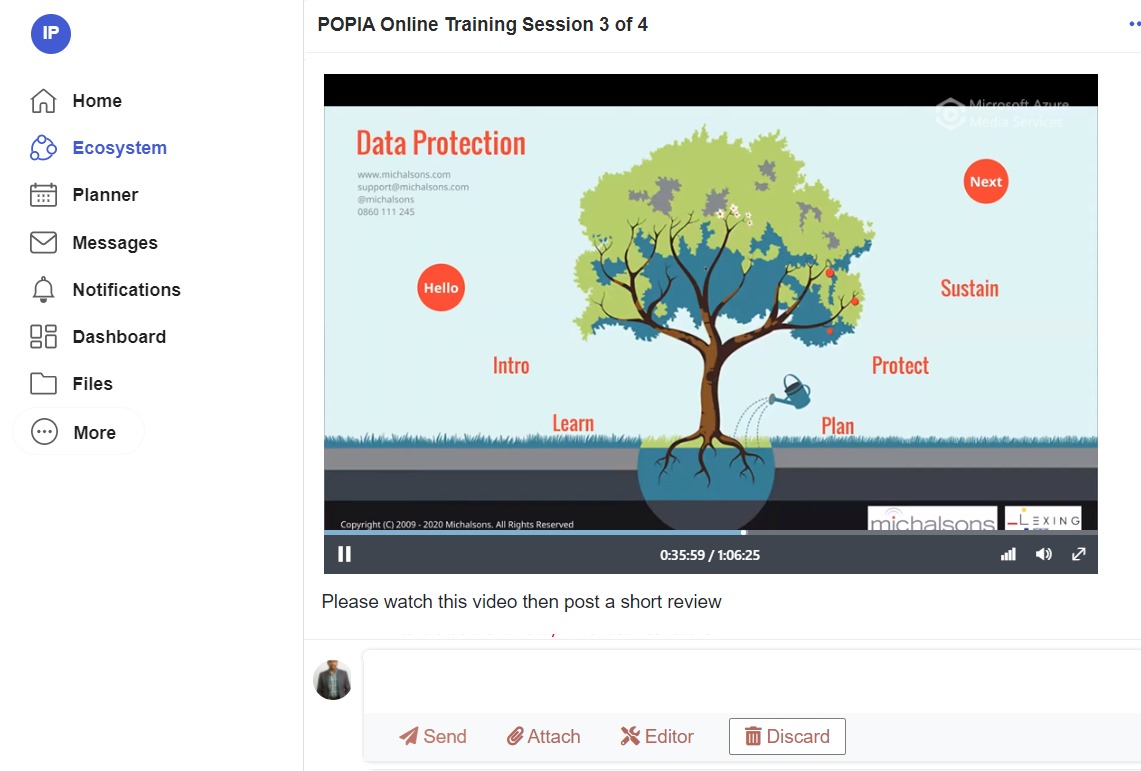 IP
Home
Ecosystem
Planner
Messages
Notifications
Dashboard
Files
More
POPIA Online Training Session 3 of 4
Microsoft Azure
Media Services
Data Protection
www.michalsons.com
support@michalsons.com
@michalsons
0860 111 245
Next
Hello
Sustain
Intro
Protect
Learn
Plan
Copyright (C) 2009 - 2020 Michalsons. All Rights Reserved
michalsons
LEXING
0:35:59 / 1:06:25
Please watch this video then post a short review
Send
Attach
Editor
Discard